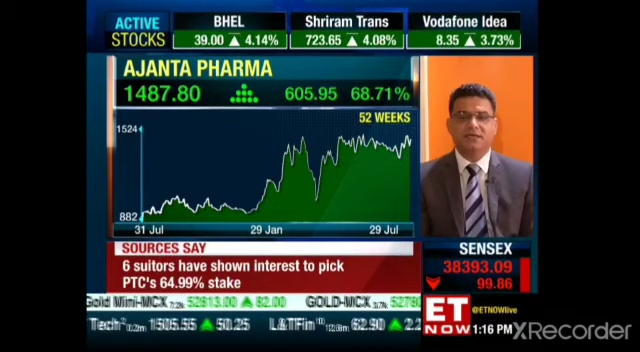 ACTIVE
STOCKS
BHEL
39.00 ▲ 4.14%
Shriram Trans
723.65 ▲ 4.08%
Vodafone Idea
8.35 ▲ 3.73%
AJANTA PHARMA
1487.80 605.95 68.71%
52 WEEKS
1524
882
31 Jul 29 Jan 29 Jul
SOURCES SAY
6 suitors have shown interest to pick
PTC's 64.99% stake
SENSEX
38393.09
99.86
Gold Mini-MCX 52613.00 ▲ 82.00 GOLD-MCX
Tech 1505.55 ▲ 50.25 L&TFin 62.90 ▲
ET
NOW
@ETNOWlive
1:16 PM
XRecorder